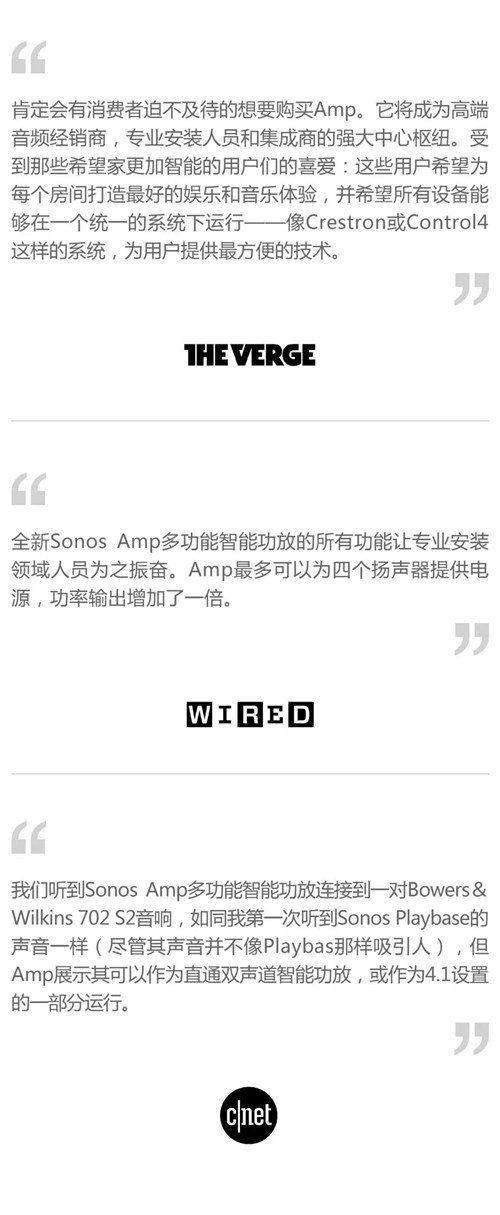 “
肯定会有消费者迫不及待的想要购买Amp。它将成为高端
音频经销商，专业安装人员和集成商的强大中心枢纽。受
到那些希望家更加智能的用户们的喜爱：这些用户希望为
每个房间打造最好的娱乐和音乐体验，并希望所有设备能
够在一个统一的系统下运行——像Crestron或Control4
这样的系统，为用户提供最方便的技术。
”
THE VERGE
“
全新Sonos Amp多功能智能功放的所有功能让专业安装
领域人员为之振奋。Amp最多可以为四个扬声器提供电
源，功率输出增加了一倍。
”
WIRED
“
我们听到Sonos Amp多功能智能功放连接到一对Bowers&
Wilkins 702 S2音响，如同我第一次听到Sonos Playbase的
声音一样（尽管其声音并不像Playbas那样吸引人），但
Amp展示其可以作为直通双声道智能功放，或作为4.1设置
的一部分运行。
”
c|net